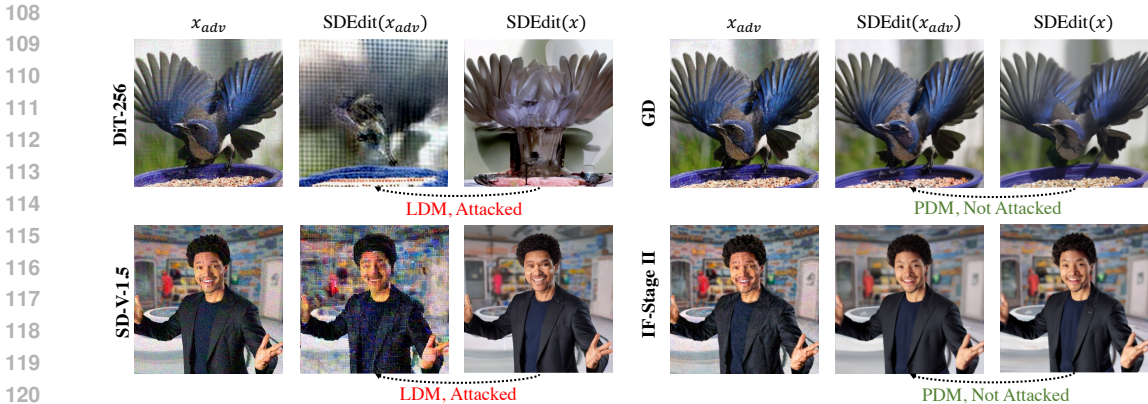 108
109
110
111
112
113
114
115
116
117
118
119
120
x_adv SDEdit(x_adv) SDEdit(x) x_adv SDEdit(x_adv) SDEdit(x)
DiT-256
GD
LDM, Attacked
PDM, Not Attacked
SD-V-1.5
IF-Stage II
LDM, Attacked
PDM, Not Attacked